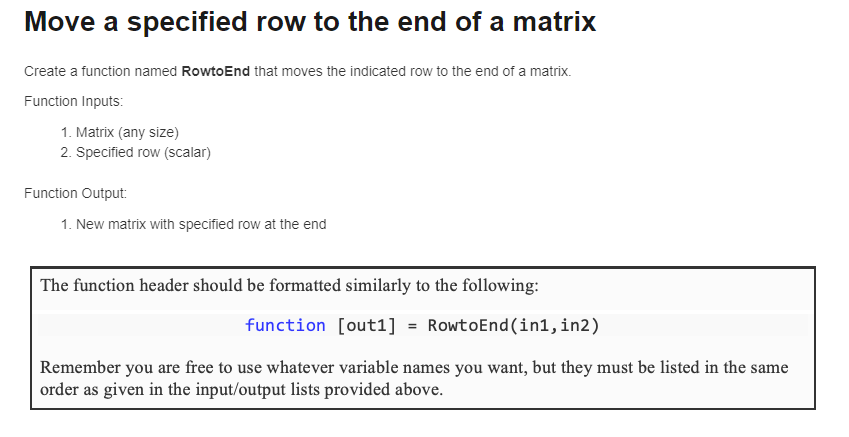 Move a specified row to the end of a matrix
Create a function named RowtoEnd that moves the indicated row to the end of a matrix.
Function Inputs:
1. Matrix (any size)
2. Specified row (scalar)
Function Output:
1. New matrix with specified row at the end
The function header should be formatted similarly to the following:
function [out1] = RowtoEnd(in1,in2)
Remember you are free to use whatever variable names you want, but they must be listed in the same
order as given in the input/output lists provided above.